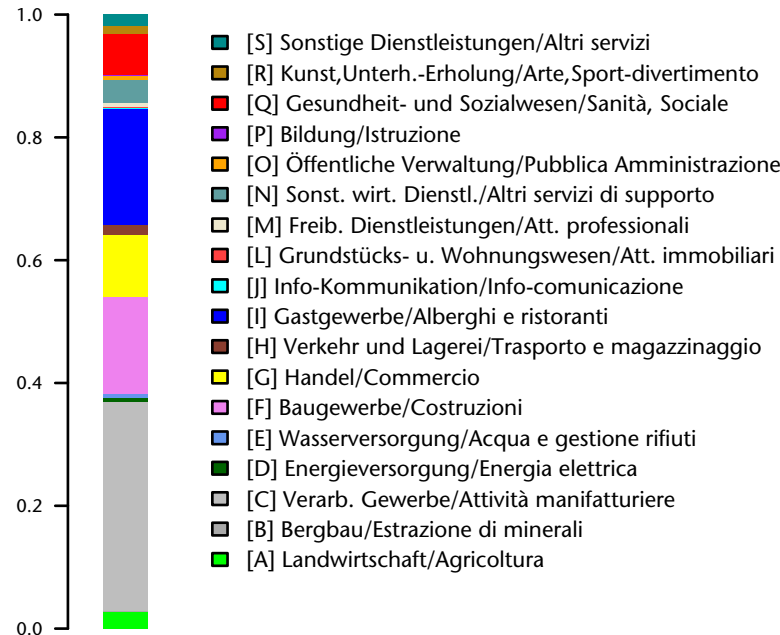 1.0
0.8
0.6
0.4
0.2
0.0
[S] Sonstige Dienstleistungen/Altri servizi
[R] Kunst,Unterh.-Erholung/Arte,Sport-divertimento
[Q] Gesundheit- und Sozialwesen/Sanità, Sociale
[P] Bildung/Istruzione
[O] Öffentliche Verwaltung/Pubblica Amministrazione
[N] Sonst. wirt. Dienstl./Altri servizi di supporto
[M] Freib. Dienstleistungen/Att. professionali
[L] Grundstücks- u. Wohnungswesen/Att. immobiliari
[J] Info-Kommunikation/Info-comunicazione
[I] Gastgewerbe/Alberghi e ristoranti
[H] Verkehr und Lagerei/Trasporto e magazzinaggio
[G] Handel/Commercio
[F] Baugewerbe/Costruzioni
[E] Wasserversorgung/Acqua e gestione rifiuti
[D] Energieversorgung/Energia elettrica
[C] Verarb. Gewerbe/Attività manifatturiere
[B] Bergbau/Estrazione di minerali
[A] Landwirtschaft/Agricoltura